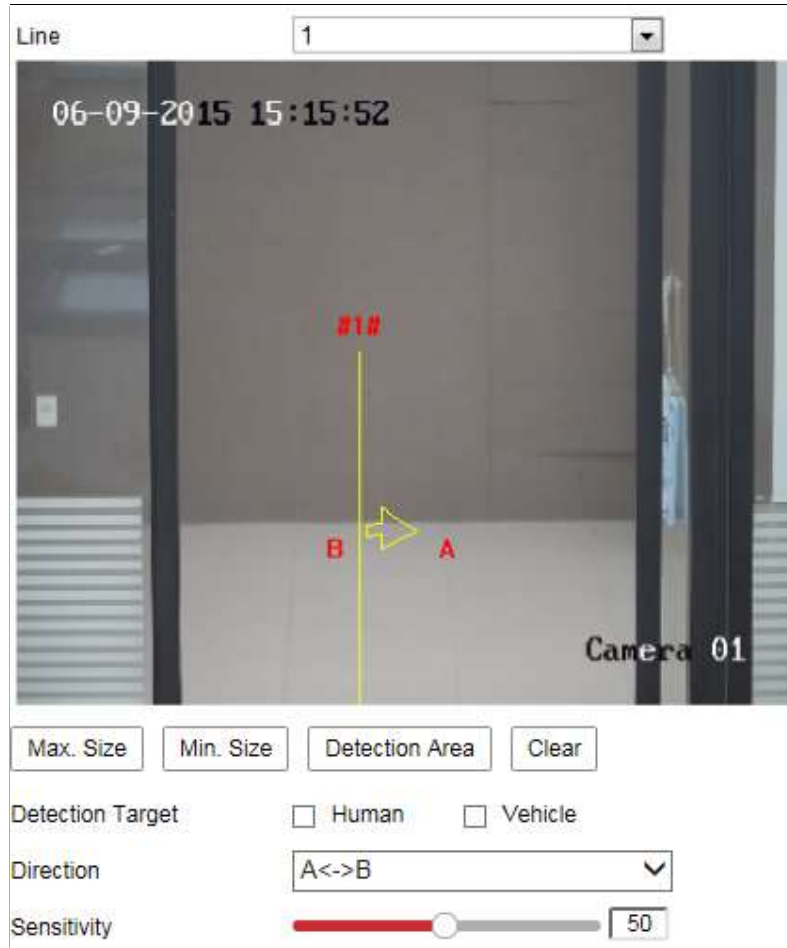 Line 1
06-09-2015 15:15:52
#1#
B A
Camera 01
Max. Size Min. Size Detection Area Clear
Detection Target Human Vehicle
Direction A<->B
Sensitivity 50